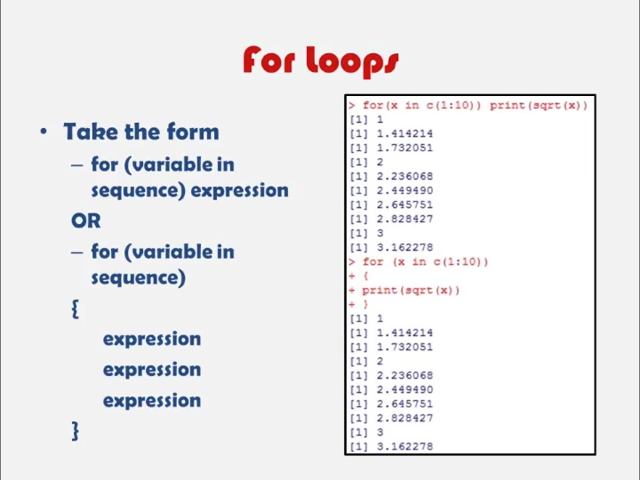 For Loops
• Take the form
– for (variable in
sequence) expression
OR
– for (variable in
sequence)
{
expression
expression
expression
}
> for(x in c(1:10)) print(sqrt(x))
[1] 1
[1] 1.414214
[1] 1.732051
[1] 2
[1] 2.236068
[1] 2.449490
[1] 2.645751
[1] 2.828427
[1] 3
[1] 3.162278
> for (x in c(1:10))
+ {
+ print(sqrt(x))
+ }
[1] 1
[1] 1.414214
[1] 1.732051
[1] 2
[1] 2.236068
[1] 2.449490
[1] 2.645751
[1] 2.828427
[1] 3
[1] 3.162278